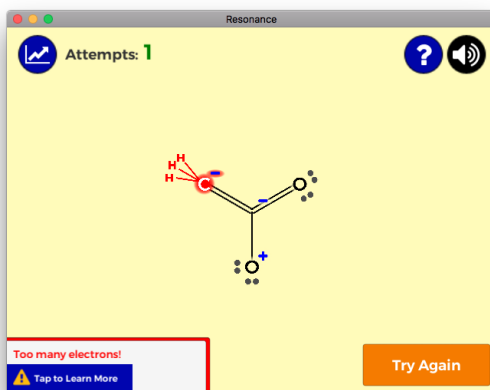 Resonance
Attempts: 1
?
H
H
H
C -
O
-
+
O
Too many electrons!
Tap to Learn More
Try Again